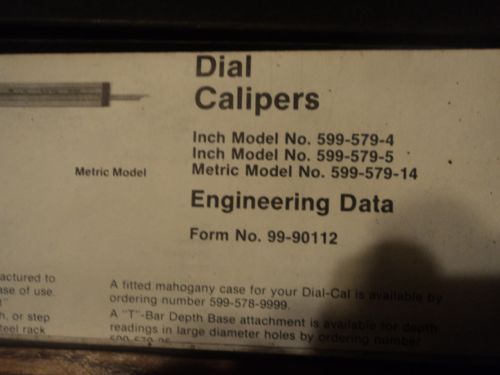 Dial
Calipers
Inch Model No. 599-579-4
Inch Model No. 599-579-5
Metric Model No. 599-579-14
Metric Model
Engineering Data
Form No. 99-90112
actured to
ase of use.
h, or step
teel rack
A fitted mahogany case for your Dial-Cal is available by
ordering number 599-578-9999.
A "T"-Bar Depth Base attachment is available for depth
readings in large diameter holes by ordering number